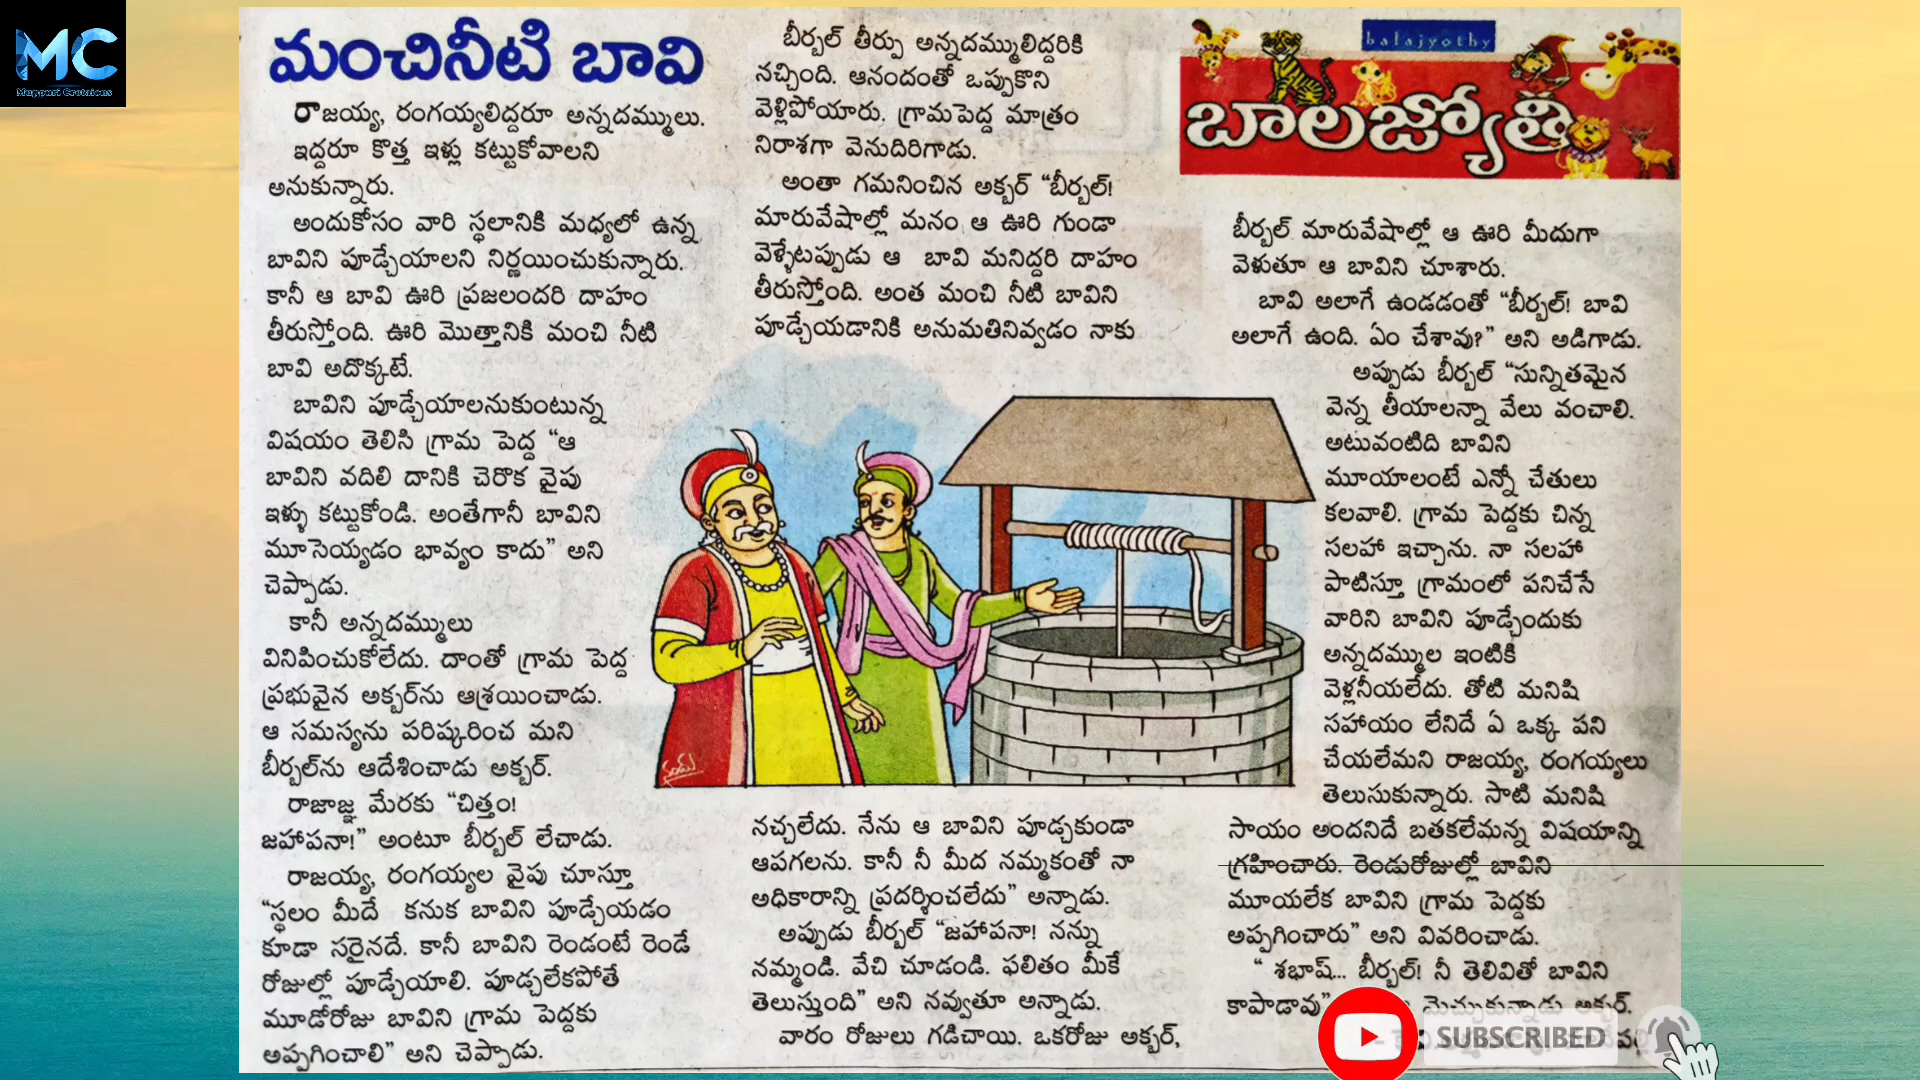 MC
Muppuri Cretaions
మంచినీటి బావి
రాజయ్య, రంగయ్యలిద్దరూ అన్నదమ్ములు.
ఇద్దరూ కొత్త ఇళ్లు కట్టుకోవాలని
అనుకున్నారు.
అందుకోసం వారి స్థలానికి మధ్యలో ఉన్న
బావిని పూడ్చేయాలని నిర్ణయించుకున్నారు.
కానీ ఆ బావి ఊరి ప్రజలందరి దాహం
తీరుస్తోంది. ఊరి మొత్తానికి మంచి నీటి
బావి అదొక్కటే.
బావిని పూడ్చేయాలనుకుంటున్న
విషయం తెలిసి గ్రామ పెద్ద “ఆ
బావిని వదిలి దానికి చెరొక వైపు
ఇళ్ళు కట్టుకోండి. అంతేగానీ బావిని
మూసెయ్యడం భావ్యం కాదు” అని
చెప్పాడు.
కానీ అన్నదమ్ములు
వినిపించుకోలేదు. దాంతో గ్రామ పెద్ద
ప్రభువైన అక్బర్‌ను ఆశ్రయించాడు.
ఆ సమస్యను పరిష్కరించ మని
బీర్బల్‌ను ఆదేశించాడు అక్బర్.
రాజాజ్ఞ మేరకు “చిత్తం!
జహాపనా!” అంటూ బీర్బల్ లేచాడు.
రాజయ్య, రంగయ్యల వైపు చూస్తూ
“స్థలం మీదే కనుక బావిని పూడ్చేయడం
కూడా సరైనదే. కానీ బావిని రెండంటే రెండే
రోజుల్లో పూడ్చేయాలి. పూడ్చలేకపోతే
మూడోరోజు బావిని గ్రామ పెద్దకు
అప్పగించాలి” అని చెప్పాడు.
బీర్బల్ తీర్పు అన్నదమ్ములిద్దరికి
నచ్చింది. ఆనందంతో ఒప్పుకొని
వెళ్లిపోయారు. గ్రామపెద్ద మాత్రం
నిరాశగా వెనుదిరిగాడు.
అంతా గమనించిన అక్బర్ “బీర్బల్!
మారువేషాల్లో మనం ఆ ఊరి గుండా
వెళ్ళేటప్పుడు ఆ బావి మనిద్దరి దాహం
తీరుస్తోంది. అంత మంచి నీటి బావిని
పూడ్చేయడానికి అనుమతినివ్వడం నాకు
నచ్చలేదు. నేను ఆ బావిని పూడ్చకుండా
ఆపగలను. కానీ నీ మీద నమ్మకంతో నా
అధికారాన్ని ప్రదర్శించలేదు” అన్నాడు.
అప్పుడు బీర్బల్ “జహాపనా! నన్ను
నమ్మండి. వేచి చూడండి. ఫలితం మీకే
తెలుస్తుంది” అని నవ్వుతూ అన్నాడు.
వారం రోజులు గడిచాయి. ఒకరోజు అక్బర్,
balajyothy
బాలజ్యోతి
బీర్బల్ మారువేషాల్లో ఆ ఊరి మీదుగా
వెళుతూ ఆ బావిని చూశారు.
బావి అలాగే ఉండడంతో “బీర్బల్! బావి
అలాగే ఉంది. ఏం చేశావు?” అని అడిగాడు.
అప్పుడు బీర్బల్ “సున్నితమైన
వెన్న తీయాలన్నా వేలు వంచాలి.
అటువంటిది బావిని
మూయాలంటే ఎన్నో చేతులు
కలవాలి. గ్రామ పెద్దకు చిన్న
సలహా ఇచ్చాను. నా సలహా
పాటిస్తూ గ్రామంలో పనిచేసే
వారిని బావిని పూడ్చేందుకు
అన్నదమ్ముల ఇంటికి
వెళ్లనీయలేదు. తోటి మనిషి
సహాయం లేనిదే ఏ ఒక్క పని
చేయలేమని రాజయ్య, రంగయ్యలు
తెలుసుకున్నారు. సాటి మనిషి
సాయం అందనిదే బతకలేమన్న విషయాన్ని
గ్రహించారు. రెండురోజుల్లో బావిని
మూయలేక బావిని గ్రామ పెద్దకు
అప్పగించారు” అని వివరించాడు.
“ శభాష్... బీర్బల్! నీ తెలివితో బావిని
కాపాడావు” మెచ్చుకున్నాడు అక్బర్.
SUBSCRIBED